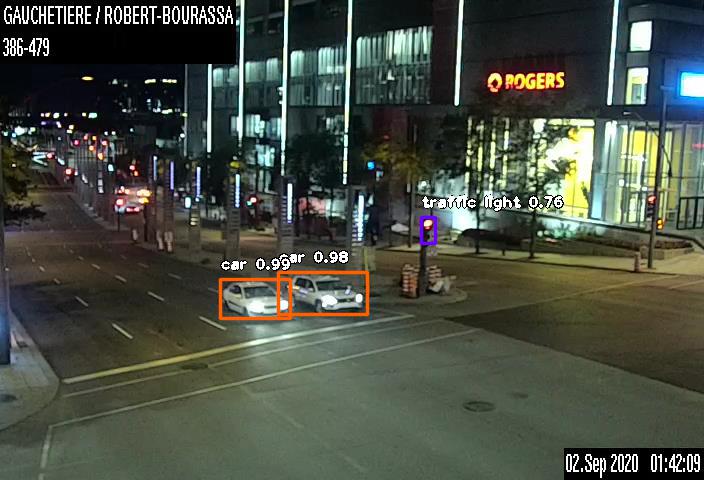 GAUCHETIERE / ROBERT-BOURASSA
386-479
ROGERS
traffic light 0.76
car 0.99
car 0.98
02.Sep 2020 01:42:09